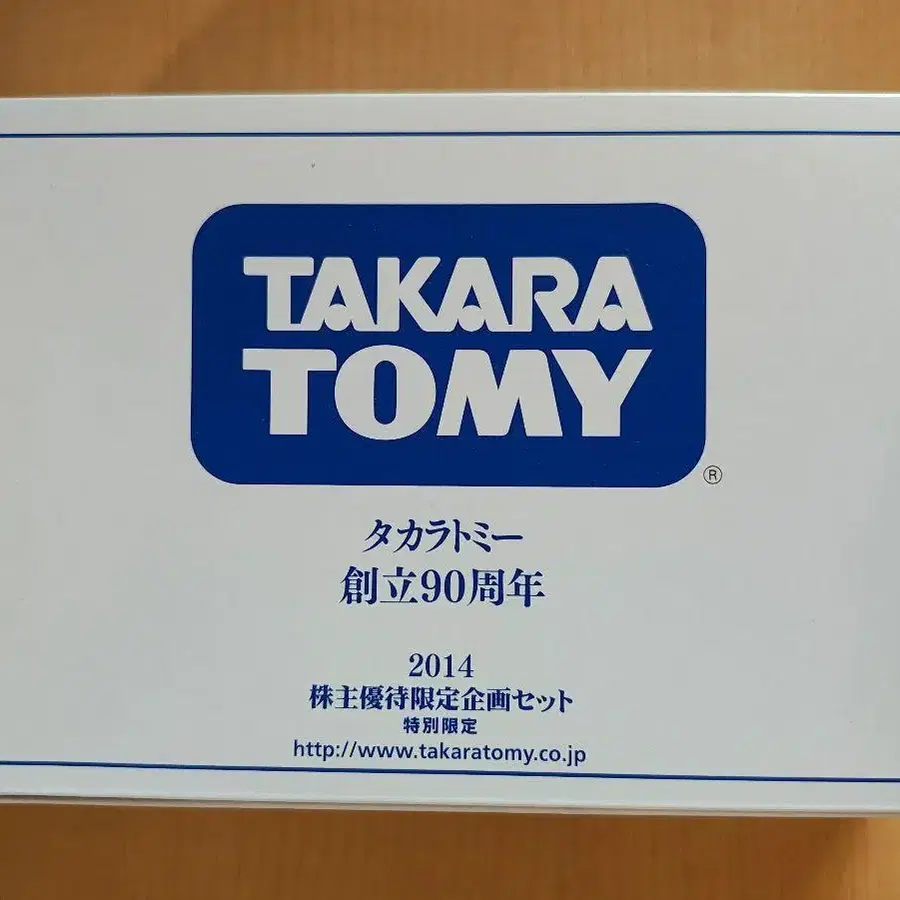 TAKARA
TOMY
®
タカラトミー
創立90周年
2014
株主優待限定企画セット
特別限定
http://www.takaratomy.co.jp